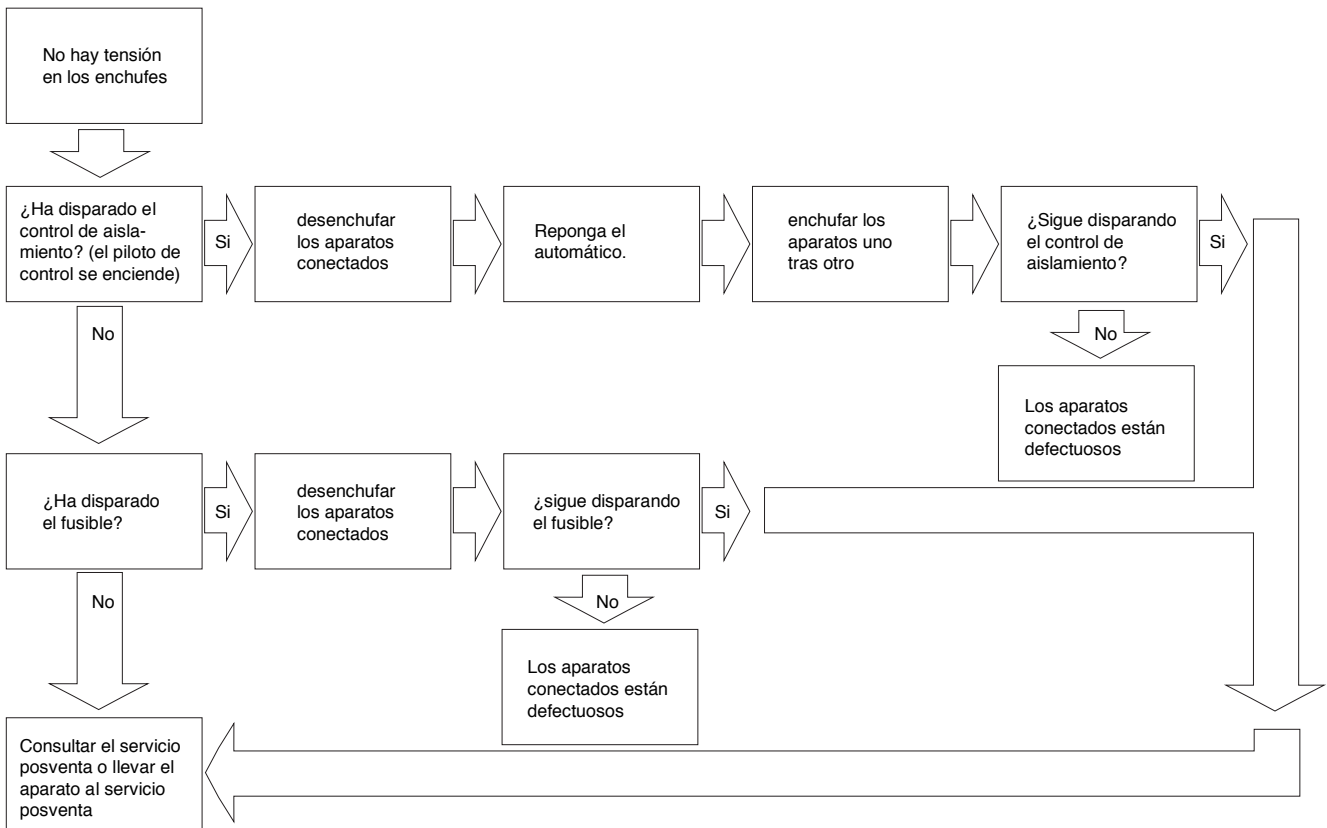 No hay tensión
en los enchufes
¿Ha disparado el
control de aisla-
miento? (el piloto de
control se enciende)
Si
desenchufar
los aparatos
conectados
Reponga el
automático.
enchufar los
aparatos uno
tras otro
¿Sigue disparando
el control de
aislamiento?
Si
No
No
Los aparatos
conectados están
defectuosos
¿Ha disparado
el fusible?
Si
desenchufar
los aparatos
conectados
¿sigue disparando
el fusible?
Si
No
No
Los aparatos
conectados están
defectuosos
Consultar el servicio
posventa o llevar el
aparato al servicio
posventa